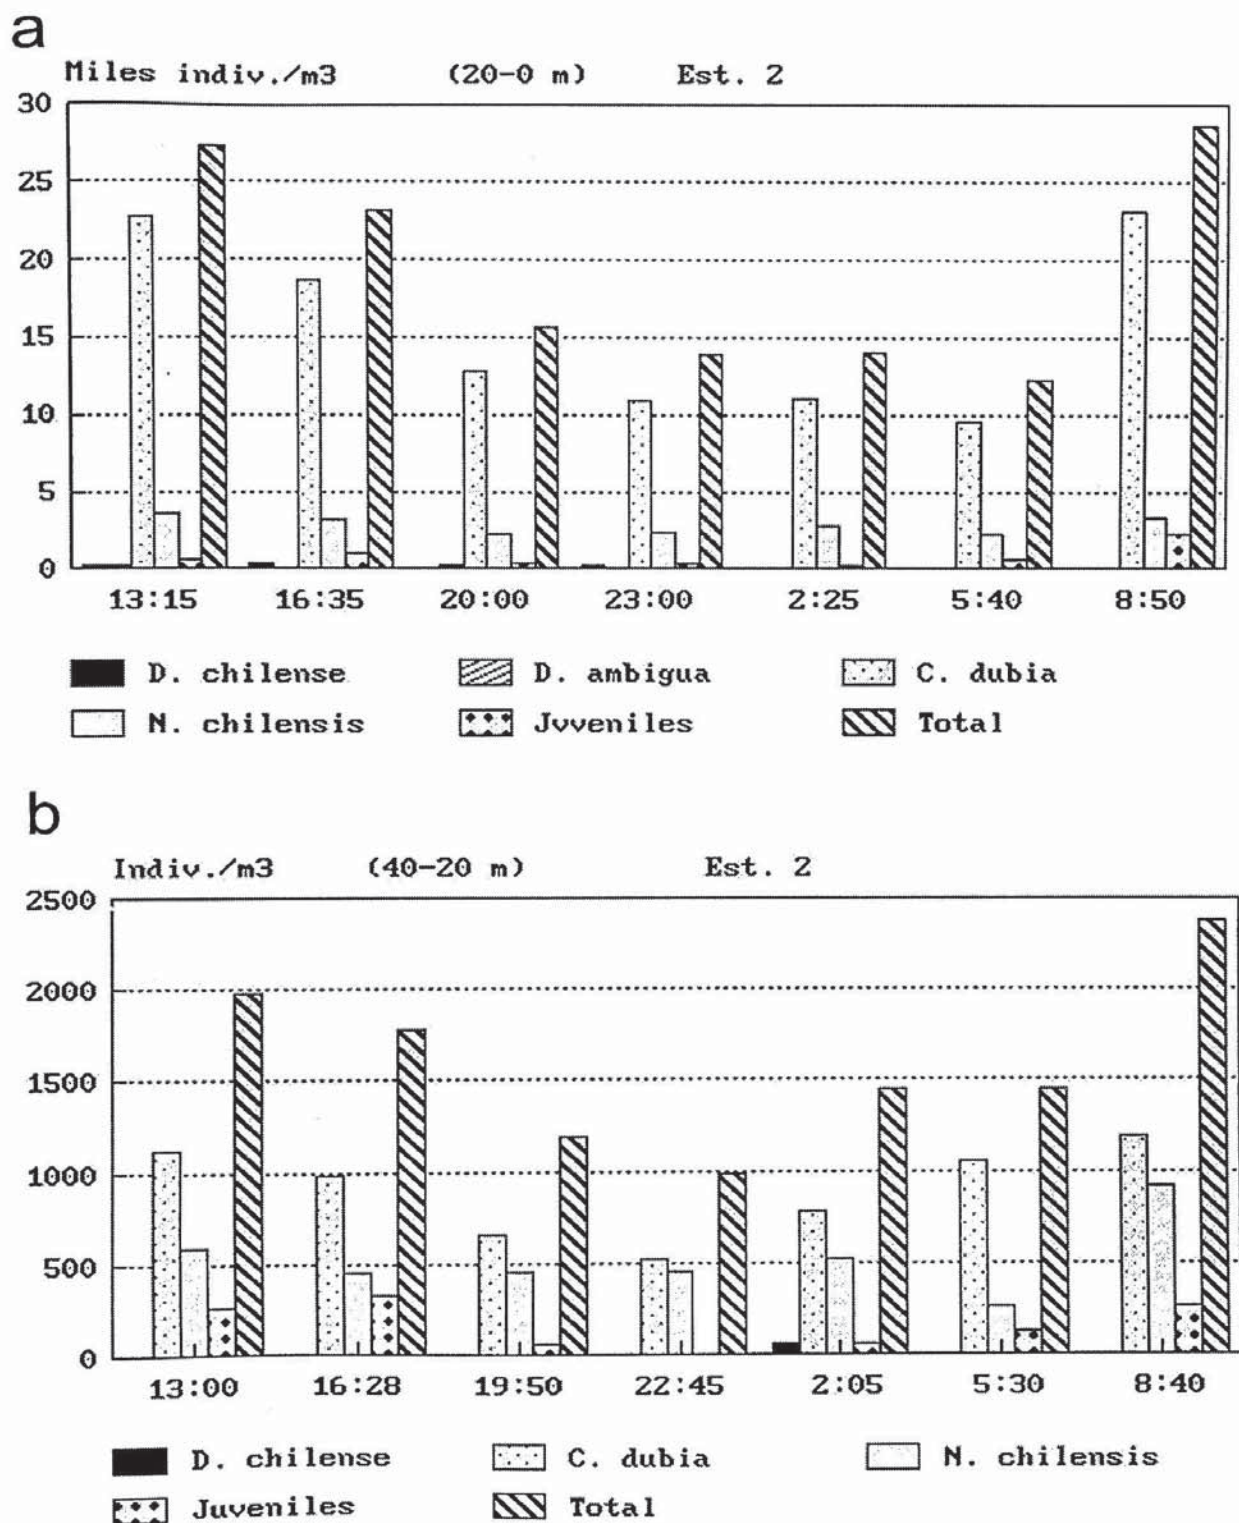 a
Miles indiv./m3 (20-0 m) Est. 2
30
25
20
15
10
5
0
13:15 16:35 20:00 23:00 2:25 5:40 8:50
D. chilense D. ambigua C. dubia
N. chilensis Jvveniles Total
b
Indiv./m3 (40-20 m) Est. 2
2500
2000
1500
1000
500
0
13:00 16:28 19:50 22:45 2:05 5:30 8:40
D. chilense C. dubia N. chilensis
Juveniles Total